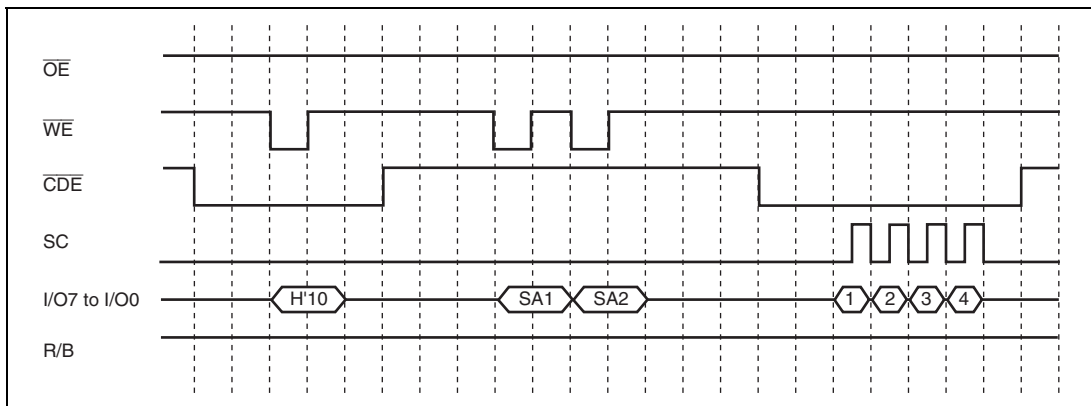 OE
WE
CDE
SC
I/O7 to I/O0 H'10 SA1 SA2 1 2 3 4
R/B